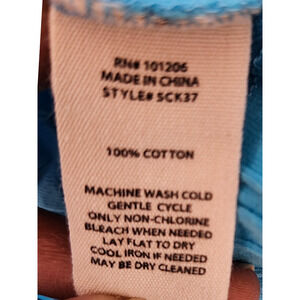 RN# 101206
MADE IN CHINA
STYLE# SCK37
100% COTTON
MACHINE WASH COLD
GENTLE CYCLE
ONLY NON-CHLORINE
BLEACH WHEN NEEDED
LAY FLAT TO DRY
COOL IRON IF NEEDED
MAY BE DRY CLEANED